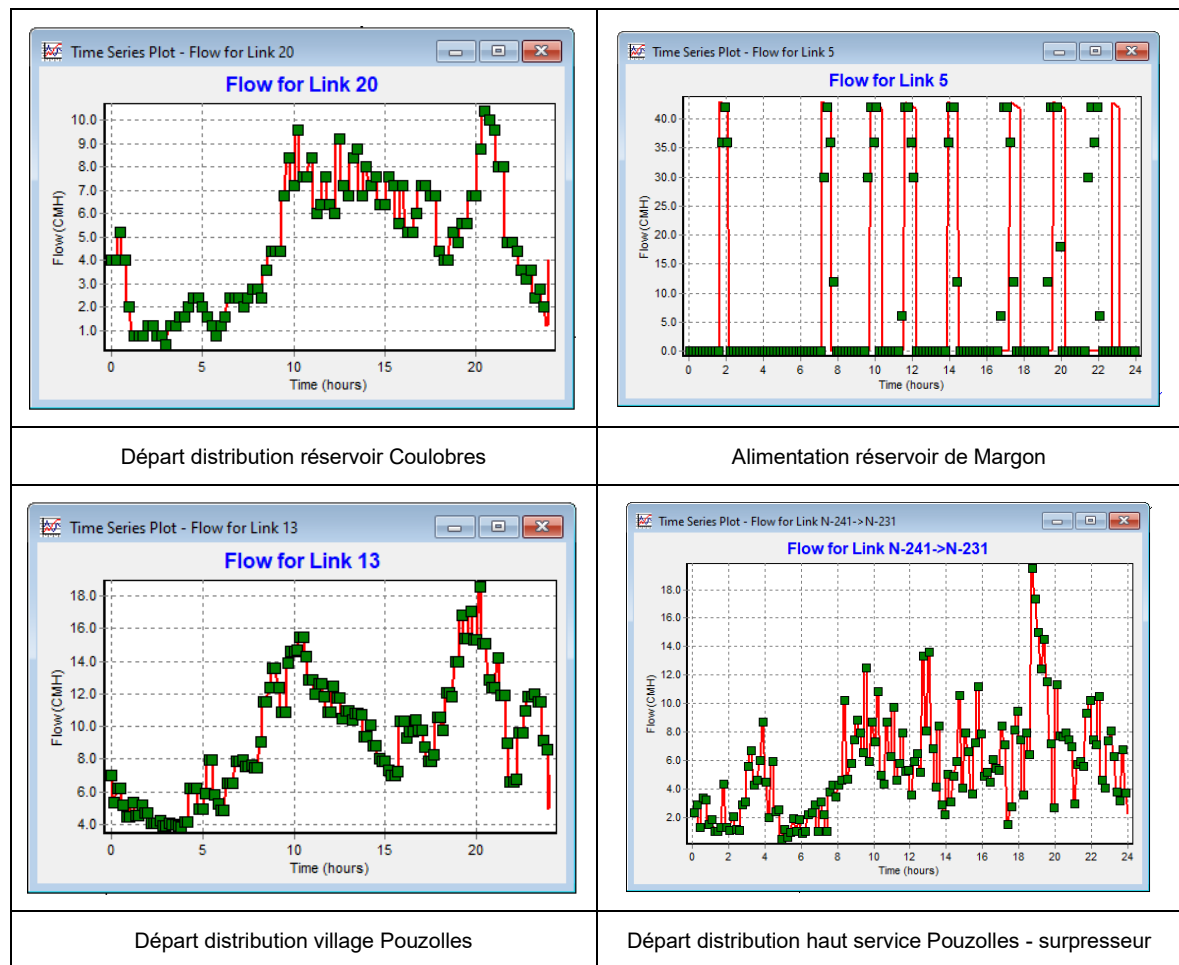 Time Series Plot - Flow for Link 20
Flow for Link 20
10.0
9.0
8.0
7.0
6.0
5.0
4.0
3.0
2.0
1.0
Flow (CMH)
0 5 10 15 20
Time (hours)
Time Series Plot - Flow for Link 5
Flow for Link 5
40.0
35.0
30.0
25.0
20.0
15.0
10.0
5.0
0.0
Flow (CMH)
0 2 4 6 8 10 12 14 16 18 20 22 24
Time (hours)
Départ distribution réservoir Coulobres
Alimentation réservoir de Margon
Time Series Plot - Flow for Link 13
Flow for Link 13
18.0
16.0
14.0
12.0
10.0
8.0
6.0
4.0
Flow (CMH)
0 5 10 15 20
Time (hours)
Time Series Plot - Flow for Link N-241->N-231
Flow for Link N-241->N-231
18.0
16.0
14.0
12.0
10.0
8.0
6.0
4.0
2.0
Flow (CMH)
0 2 4 6 8 10 12 14 16 18 20 22 24
Time (hours)
Départ distribution village Pouzolles
Départ distribution haut service Pouzolles - surpresseur